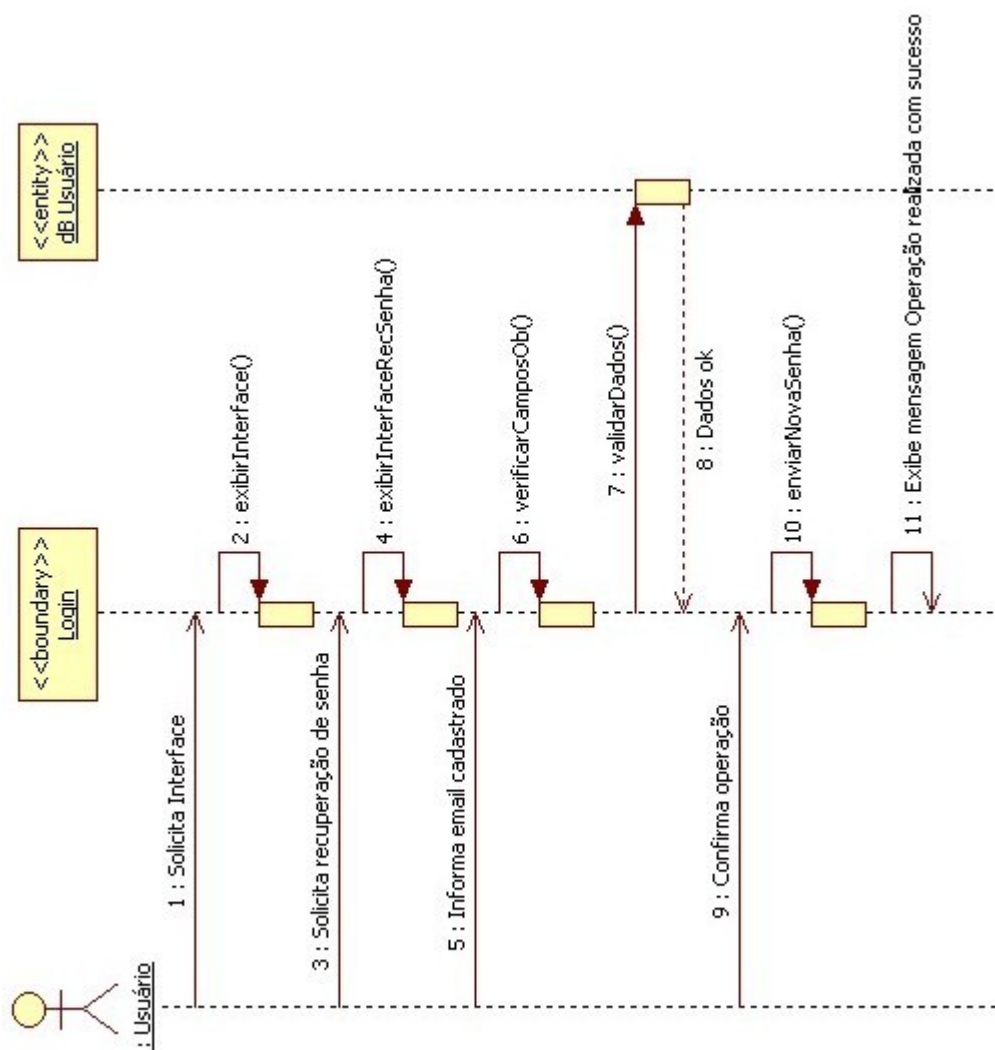 : Usuário
<<boundary>>
Login
<<entity>>
dB Usuário
1 : Solicita Interface
2 : exibirInterface()
3 : Solicita recuperação de senha
4 : exibirInterfaceRecSenha()
5 : Informa email cadastrado
6 : verificarCamposOb()
7 : validarDados()
8 : Dados ok
9 : Confirma operação
10 : enviarNovaSenha()
11 : Exibe mensagem Operação realizada com sucesso